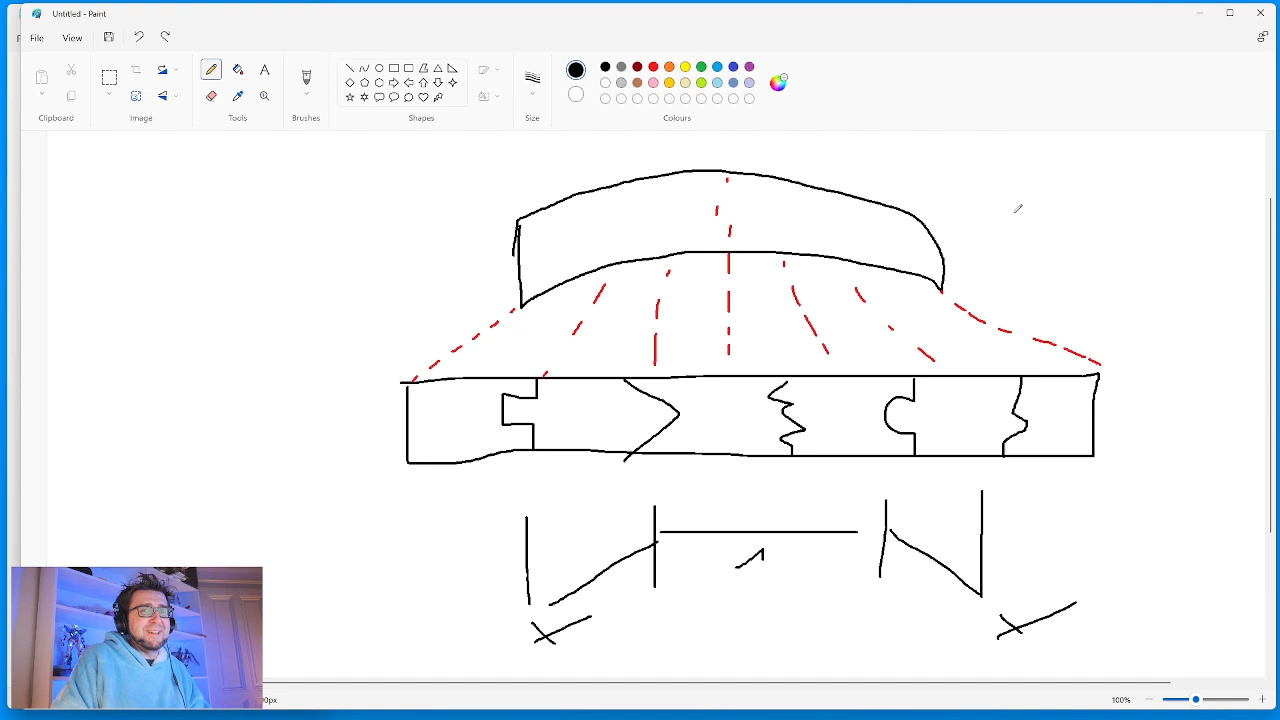 Untitled - Paint
File
View
Clipboard
Image
Tools
Brushes
Shapes
Size
Colours
100%